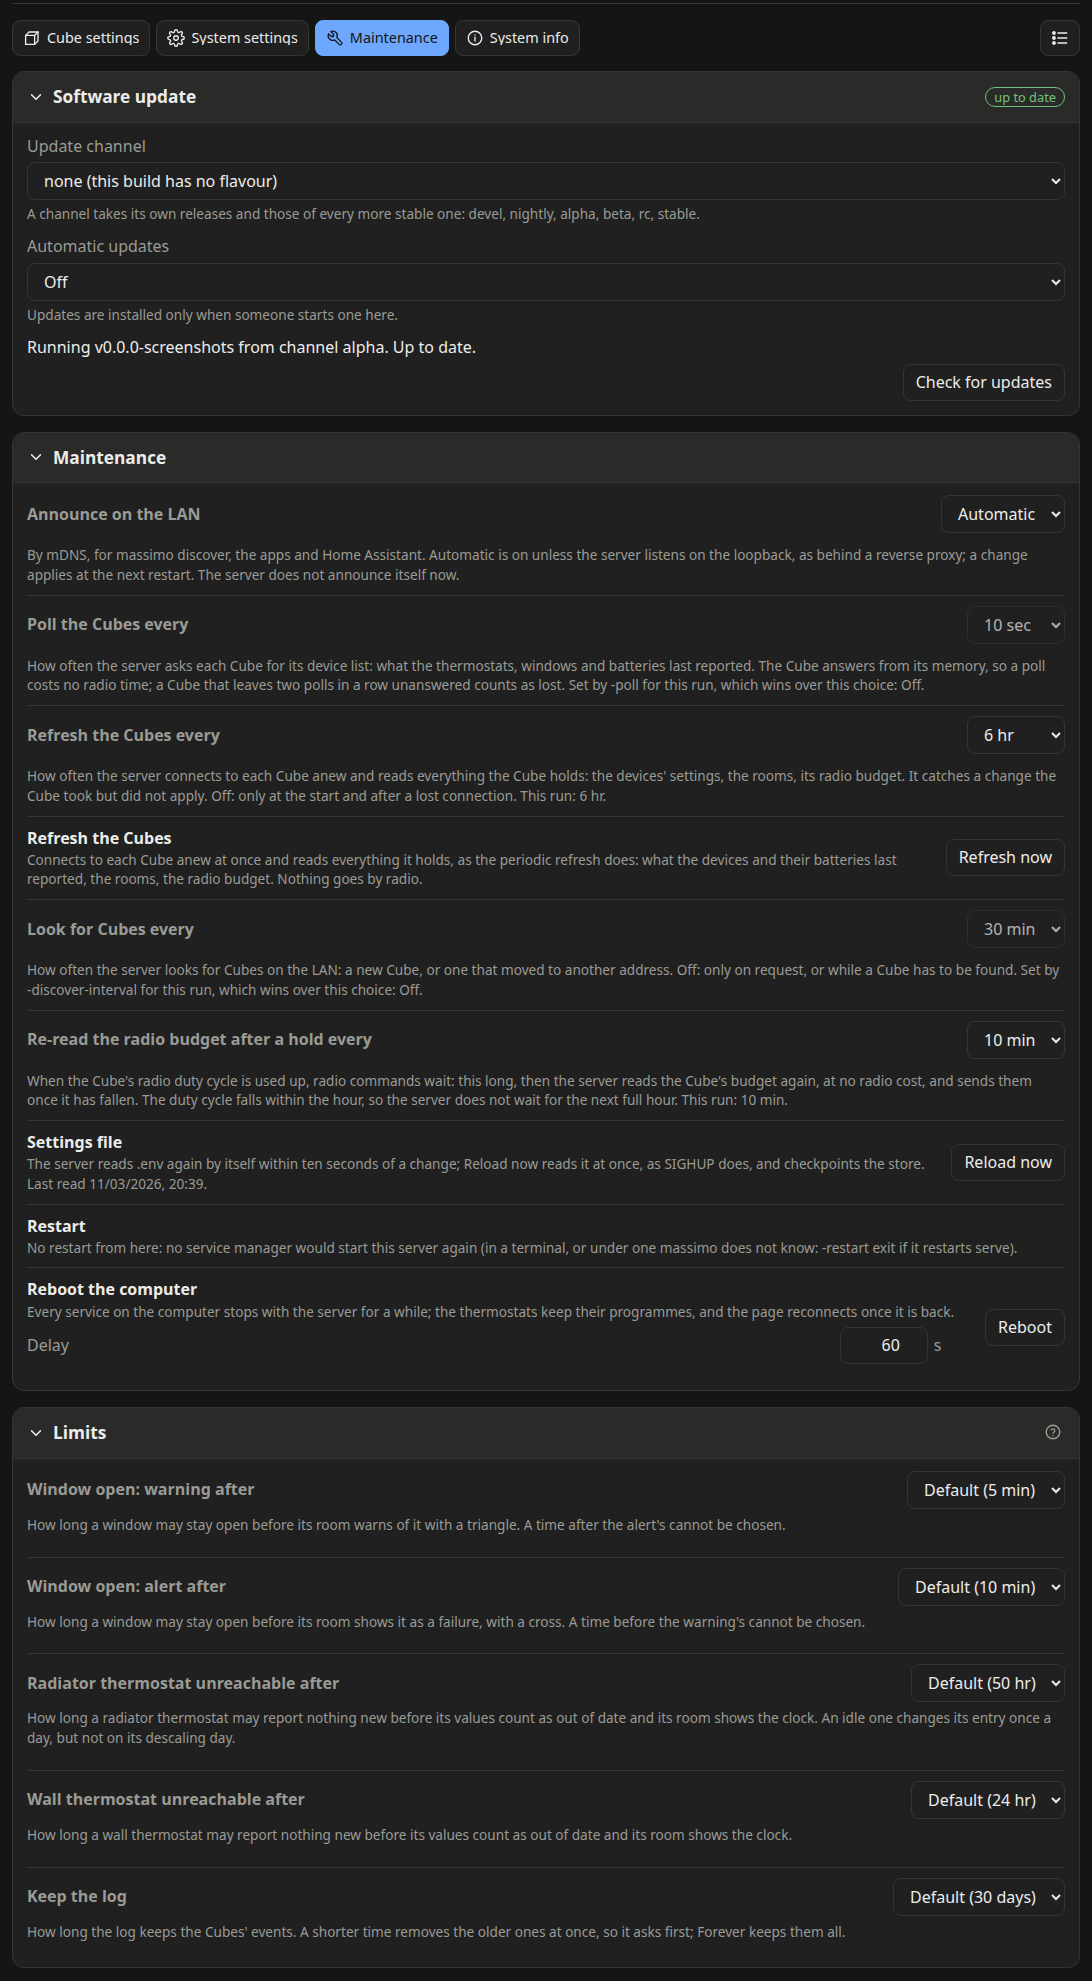 Cube settings
System settings
Maintenance
System info
Software update
up to date
Update channel
none (this build has no flavour)
A channel takes its own releases and those of every more stable one: devel, nightly, alpha, beta, rc, stable.
Automatic updates
Off
Updates are installed only when someone starts one here.
Running v0.0.0-screenshots from channel alpha. Up to date.
Check for updates
Maintenance
Announce on the LAN
Automatic
By mDNS, for massimo discover, the apps and Home Assistant. Automatic is on unless the server listens on the loopback, as behind a reverse proxy; a change
applies at the next restart. The server does not announce itself now.
Poll the Cubes every
10 sec
How often the server asks each Cube for its device list: what the thermostats, windows and batteries last reported. The Cube answers from its memory, so a poll
costs no radio time; a Cube that leaves two polls in a row unanswered counts as lost. Set by -poll for this run, which wins over this choice: Off.
Refresh the Cubes every
6 hr
How often the server connects to each Cube anew and reads everything the Cube holds: the devices' settings, the rooms, its radio budget. It catches a change the
Cube took but did not apply. Off: only at the start and after a lost connection. This run: 6 hr.
Refresh the Cubes
Connects to each Cube anew at once and reads everything it holds, as the periodic refresh does: what the devices and their batteries last
reported, the rooms, the radio budget. Nothing goes by radio.
Refresh now
Look for Cubes every
30 min
How often the server looks for Cubes on the LAN: a new Cube, or one that moved to another address. Off: only on request, or while a Cube has to be found. Set by
-discover-interval for this run, which wins over this choice: Off.
Re-read the radio budget after a hold every
10 min
When the Cube's radio duty cycle is used up, radio commands wait: this long, then the server reads the Cube's budget again, at no radio cost, and sends them
once it has fallen. The duty cycle falls within the hour, so the server does not wait for the next full hour. This run: 10 min.
Settings file
The server reads .env again by itself within ten seconds of a change; Reload now reads it at once, as SIGHUP does, and checkpoints the store.
Last read 11/03/2026, 20:39.
Reload now
Restart
No restart from here: no service manager would start this server again (in a terminal, or under one massimo does not know: -restart exit if it restarts serve).
Reboot the computer
Every service on the computer stops with the server for a while; the thermostats keep their programmes, and the page reconnects once it is back.
Delay
60 s
Reboot
Limits
Window open: warning after
Default (5 min)
How long a window may stay open before its room warns of it with a triangle. A time after the alert's cannot be chosen.
Window open: alert after
Default (10 min)
How long a window may stay open before its room shows it as a failure, with a cross. A time before the warning's cannot be chosen.
Radiator thermostat unreachable after
Default (50 hr)
How long a radiator thermostat may report nothing new before its values count as out of date and its room shows the clock. An idle one changes its entry once a
day, but not on its descaling day.
Wall thermostat unreachable after
Default (24 hr)
How long a wall thermostat may report nothing new before its values count as out of date and its room shows the clock.
Keep the log
Default (30 days)
How long the log keeps the Cubes' events. A shorter time removes the older ones at once, so it asks first; Forever keeps them all.